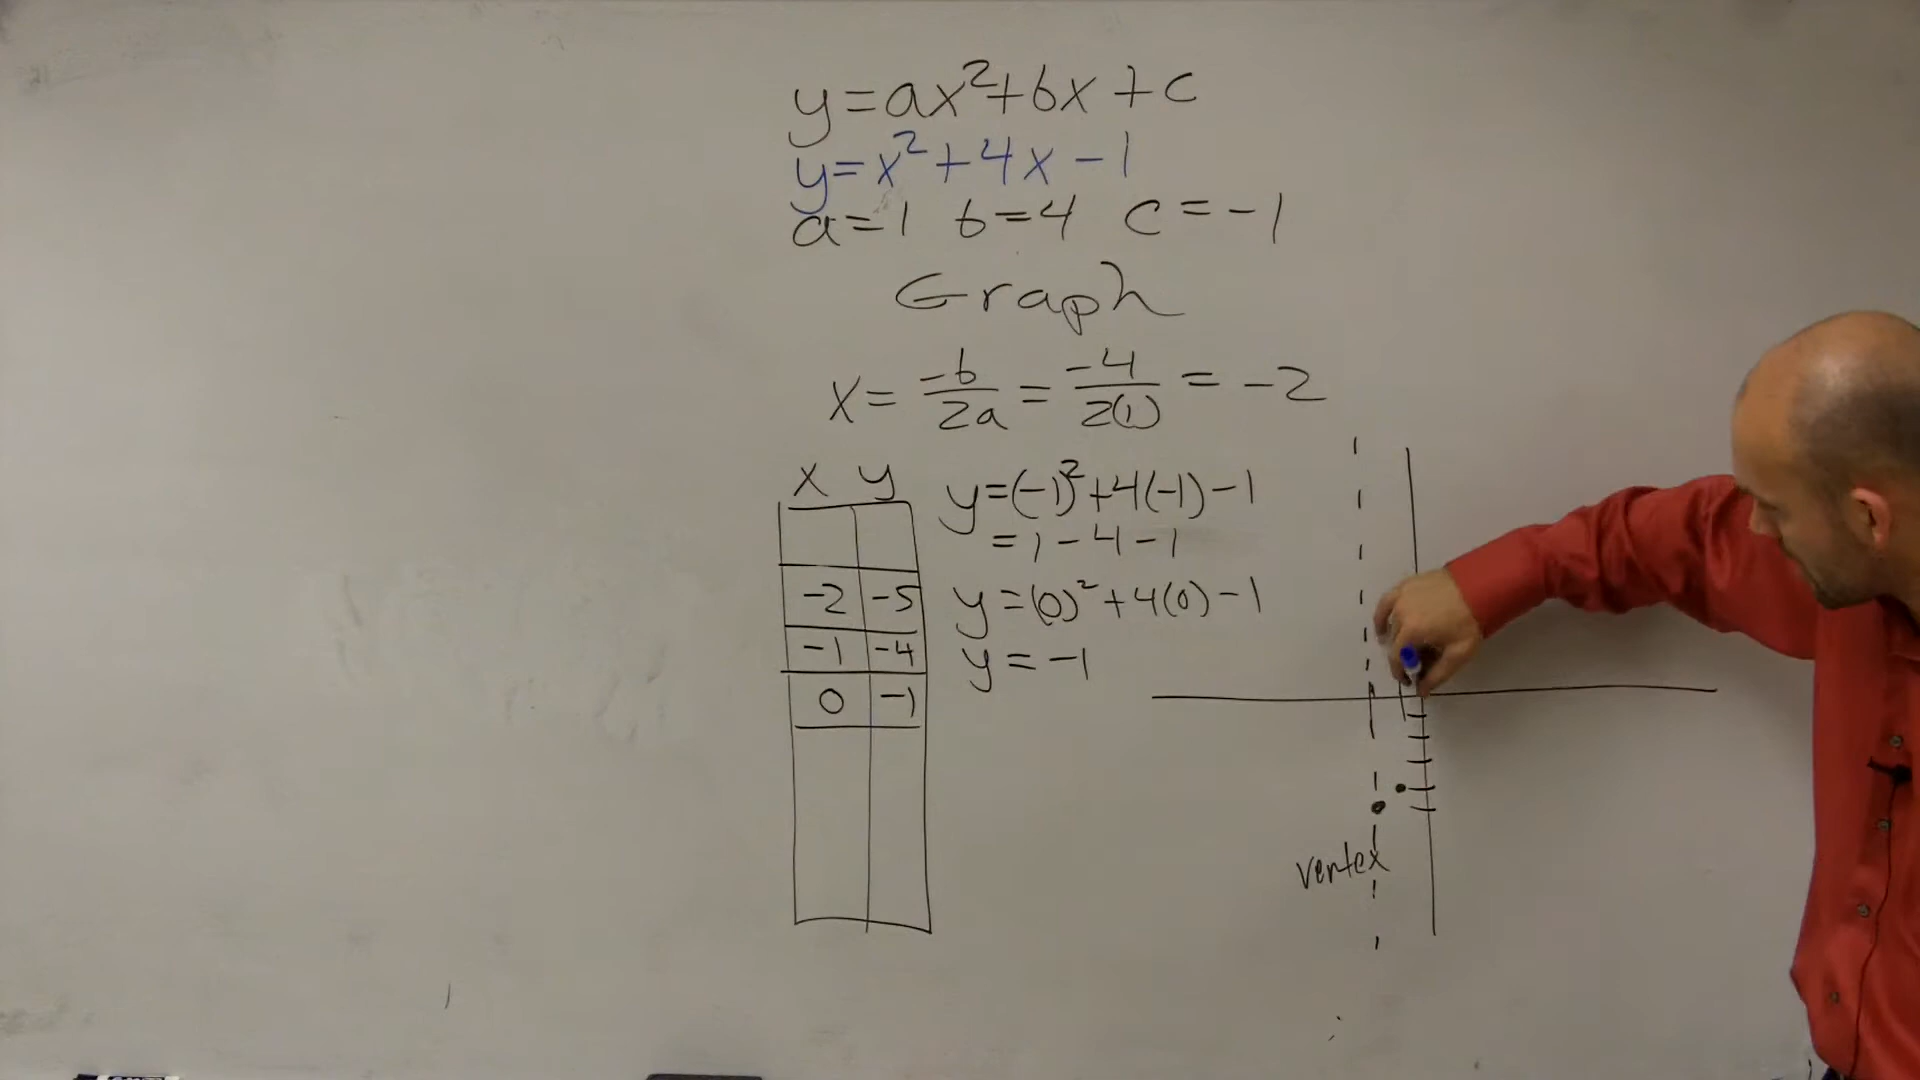 y=ax²+bx+c
y=x²+4x-1
a=1 b=4 c=-1
Graph
x=-b/2a=-4/2(1)=-2
x y
-2 -5
-1 -4
0 -1
y=(-1)²+4(-1)-1
=1-4-1
y=(0)²+4(0)-1
y=-1
vertex